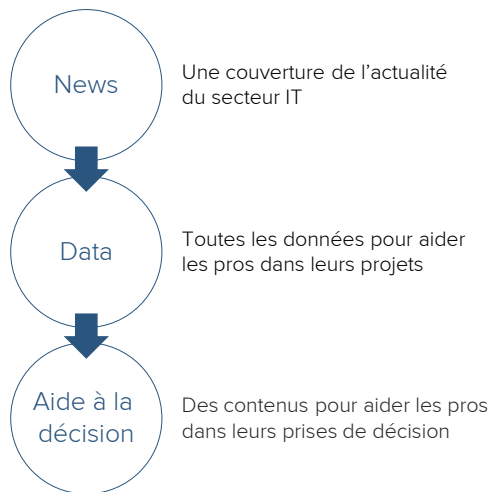 News
Une couverture de l’actualité
du secteur IT
Data
Toutes les données pour aider
les pros dans leurs projets
Aide à la
décision
Des contenus pour aider les pros
dans leurs prises de décision